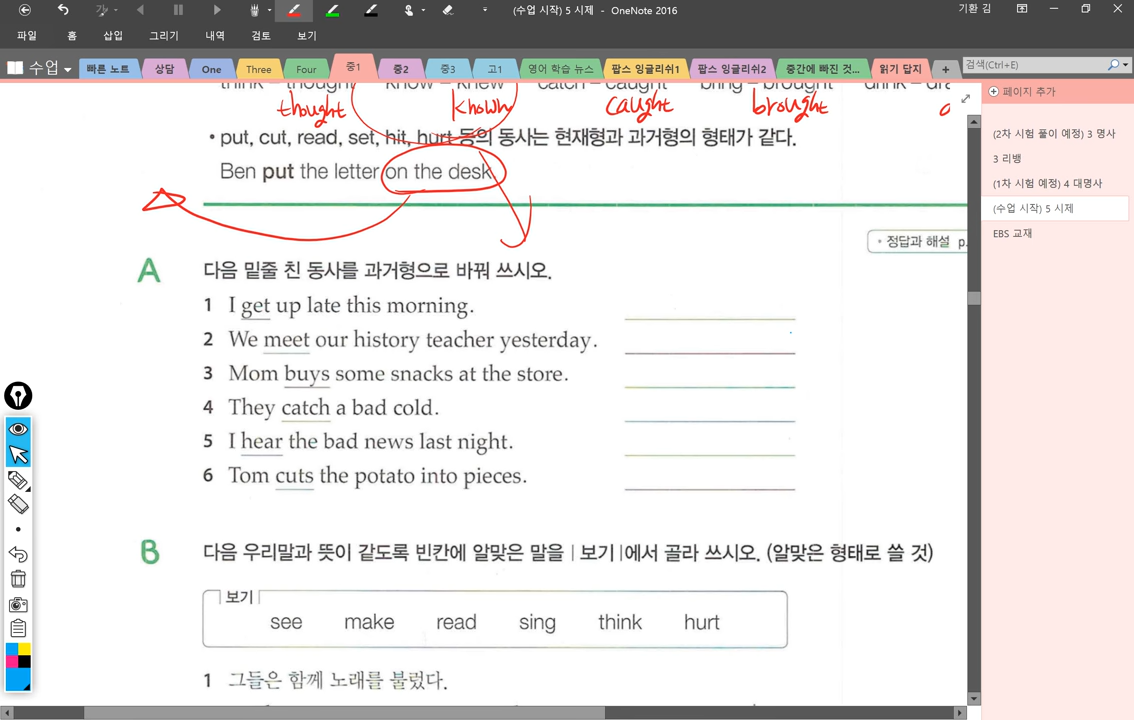 (수업 시작) 5 시제 - OneNote 2016
기환 김
파일 홈 삽입 그리기 내역 검토 보기
수업 빠른 노트 상담 One Three Four 중1 중2 중3 고1 영어 학습 뉴스 팝스 잉글리쉬1 팝스 잉글리쉬2 중간에 빠진 것... 읽기 답지 + 검색(Ctrl+E)
페이지 추가
(2차 시험 풀이 예정) 3 명사
3 리뱅
(1차 시험 예정) 4 대명사
(수업 시작) 5 시제
EBS 교재
think - thought know - knew catch - caught bring - brought drink - dra
thought known caught brought
• put, cut, read, set, hit, hurt 등의 동사는 현재형과 과거형의 형태가 같다.
Ben put the letter on the desk
• 정답과 해설 p.
A 다음 밑줄 친 동사를 과거형으로 바꿔 쓰시오.
1 I get up late this morning.
2 We meet our history teacher yesterday.
3 Mom buys some snacks at the store.
4 They catch a bad cold.
5 I hear the bad news last night.
6 Tom cuts the potato into pieces.
B 다음 우리말과 뜻이 같도록 빈칸에 알맞은 말을 | 보기 |에서 골라 쓰시오. (알맞은 형태로 쓸 것)
보기
see make read sing think hurt
1 그들은 함께 노래를 불렀다.